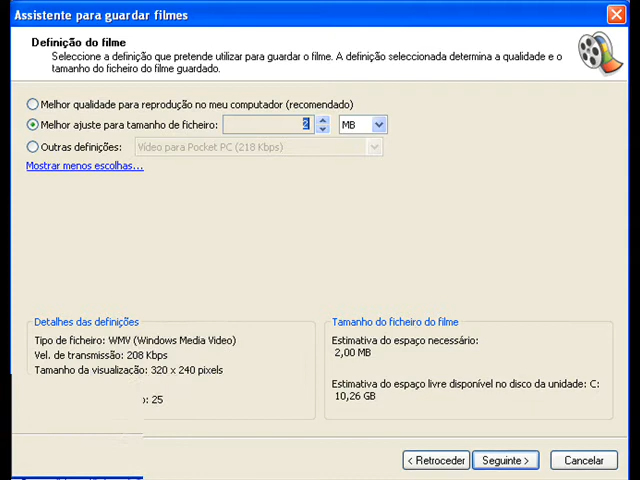 Assistente para guardar filmes
Definição do filme
Seleccione a definição que pretende utilizar para guardar o filme. A definição seleccionada determina a qualidade e o
tamanho do ficheiro do filme guardado.
Melhor qualidade para reprodução no meu computador (recomendado)
Melhor ajuste para tamanho de ficheiro: 2 MB
Outras definições: Vídeo para Pocket PC (218 Kbps)
Mostrar menos escolhas...
Detalhes das definições
Tipo de ficheiro: WMV (Windows Media Video)
Vel. de transmissão: 208 Kbps
Tamanho da visualização: 320 x 240 pixels
: 25
Tamanho do ficheiro do filme
Estimativa do espaço necessário:
2,00 MB
Estimativa do espaço livre disponível no disco da unidade: C:
10,26 GB
< Retroceder
Seguinte >
Cancelar